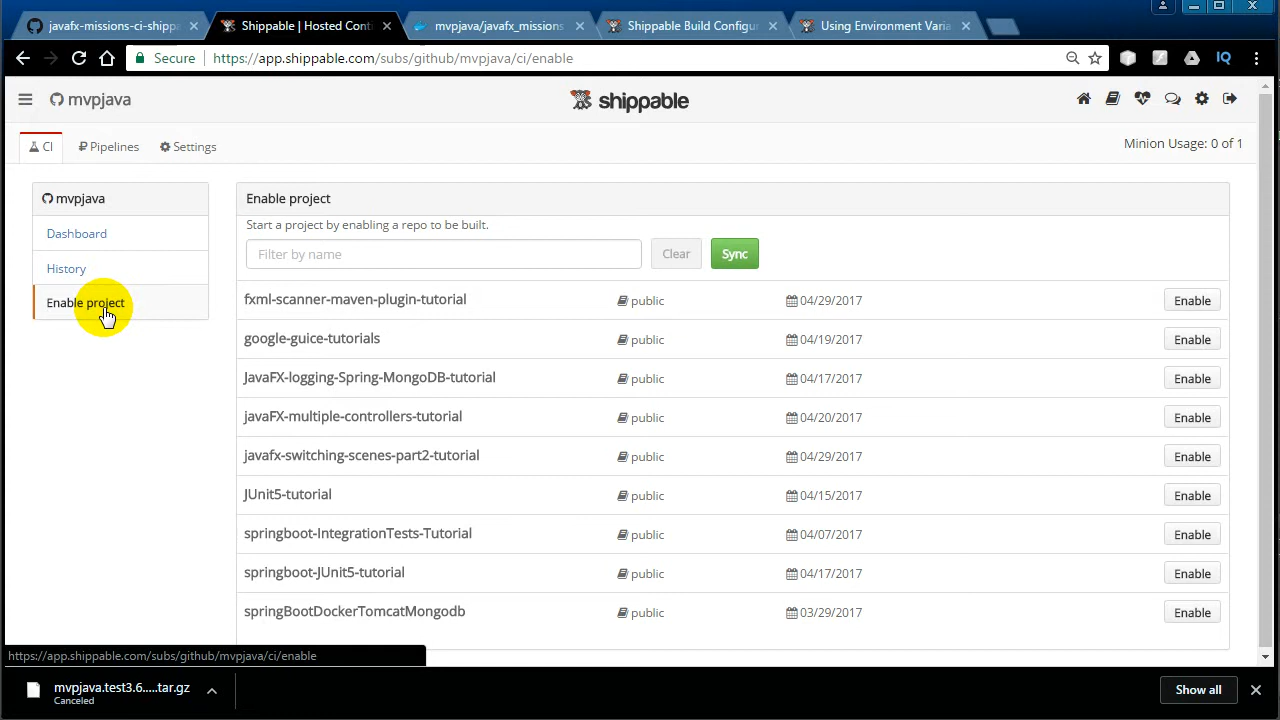 javafx-missions-ci-shippa
Shippable | Hosted Cont
mvpjava/javafx_missions
Shippable Build Configur
Using Environment Varia
Secure
https://app.shippable.com/subs/github/mvpjava/ci/enable
IQ
mvpjava
shippable
CI
Pipelines
Settings
Minion Usage: 0 of 1
mvpjava
Dashboard
History
Enable project
Enable project
Start a project by enabling a repo to be built.
Filter by name
Clear
Sync
fxml-scanner-maven-plugin-tutorial public 04/29/2017 Enable
google-guice-tutorials public 04/19/2017 Enable
JavaFX-logging-Spring-MongoDB-tutorial public 04/17/2017 Enable
javaFX-multiple-controllers-tutorial public 04/20/2017 Enable
javafx-switching-scenes-part2-tutorial public 04/29/2017 Enable
JUnit5-tutorial public 04/15/2017 Enable
springboot-IntegrationTests-Tutorial public 04/07/2017 Enable
springboot-JUnit5-tutorial public 04/17/2017 Enable
springBootDockerTomcatMongodb public 03/29/2017 Enable
https://app.shippable.com/subs/github/mvpjava/ci/enable
mvpjava.test3.6.....tar.gz
Canceled
Show all